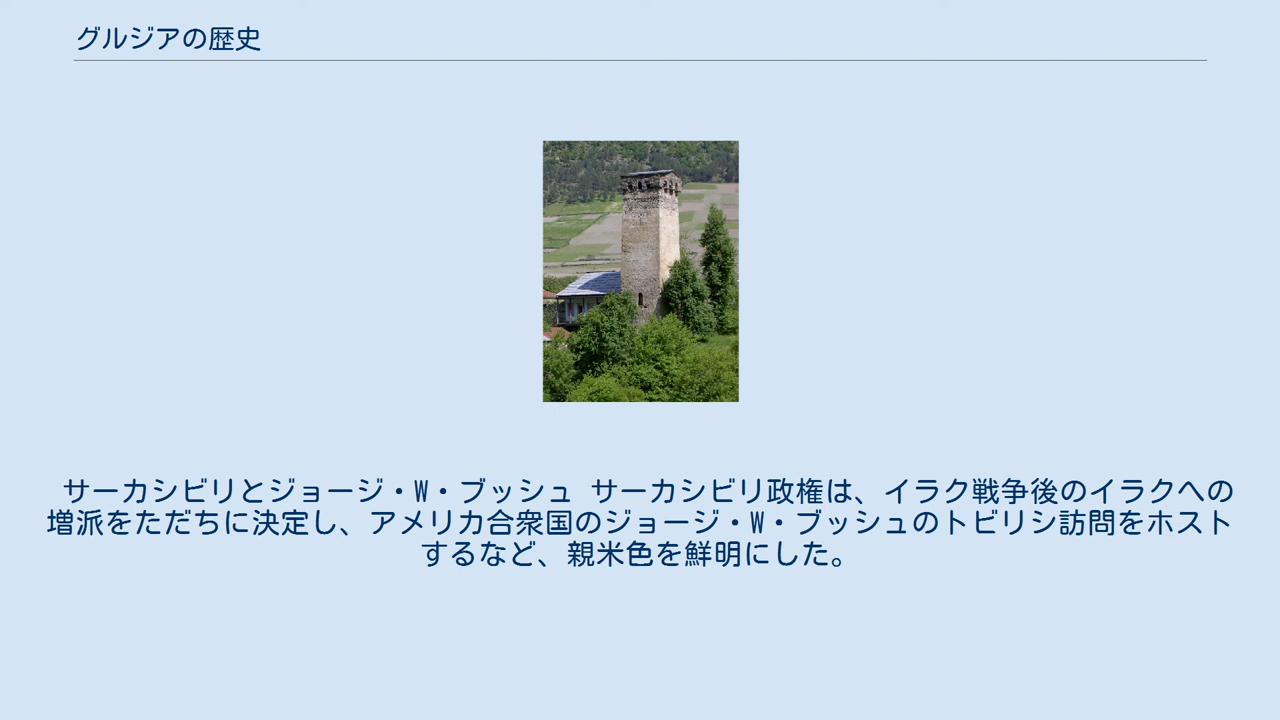 グルジアの歴史
サーカシビリとジョージ・W・ブッシュ サーカシビリ政権は、イラク戦争後のイラクへの
増派をただちに決定し、アメリカ合衆国のジョージ・W・ブッシュのトビリシ訪問をホスト
するなど、親米色を鮮明にした。